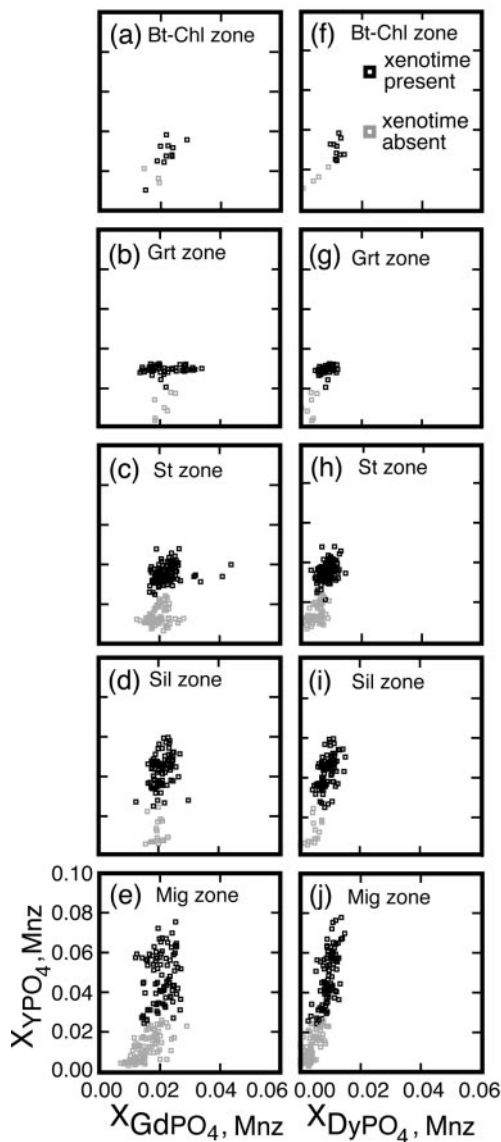 (a) Bt-Chl zone
(f) Bt-Chl zone
xenotime
present
xenotime
absent
(b) Grt zone
(g) Grt zone
(c) St zone
(h) St zone
(d) Sil zone
(i) Sil zone
(e) Mig zone
(j) Mig zone
0.10
0.08
0.06
0.04
0.02
0.00
XYPO4, Mnz
0.00 0.02 0.04 0.06
0.00 0.02 0.04 0.06
XGdPO4, Mnz
XDyPO4, Mnz